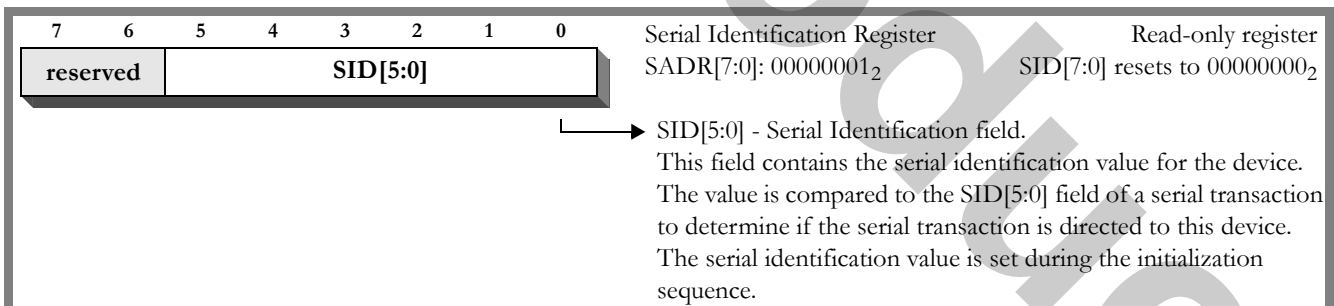 7 6 5 4 3 2 1 0
reserved SID[5:0]
Serial Identification Register Read-only register
SADR[7:0]: 00000001₂ SID[7:0] resets to 00000000₂
SID[5:0] - Serial Identification field.
This field contains the serial identification value for the device.
The value is compared to the SID[5:0] field of a serial transaction
to determine if the serial transaction is directed to this device.
The serial identification value is set during the initialization
sequence.